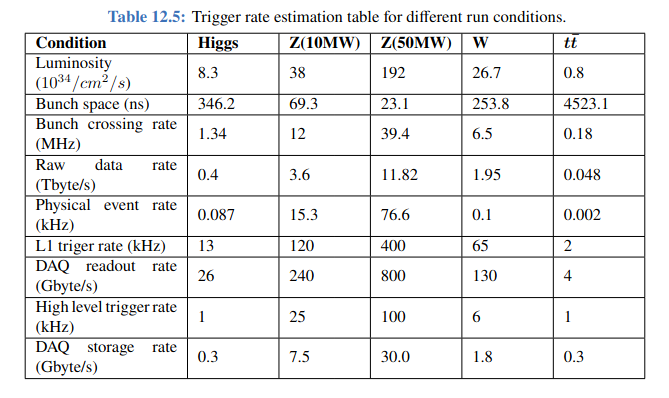 Table 12.5: Trigger rate estimation table for different run conditions.
Condition Higgs Z(10MW) Z(50MW) W tt̄
Luminosity
(10³⁴/cm²/s) 8.3 38 192 26.7 0.8
Bunch space (ns) 346.2 69.3 23.1 253.8 4523.1
Bunch crossing rate
(MHz) 1.34 12 39.4 6.5 0.18
Raw data rate
(Tbyte/s) 0.4 3.6 11.82 1.95 0.048
Physical event rate
(kHz) 0.087 15.3 76.6 0.1 0.002
L1 triger rate (kHz) 13 120 400 65 2
DAQ readout rate
(Gbyte/s) 26 240 800 130 4
High level trigger rate
(kHz) 1 25 100 6 1
DAQ storage rate
(Gbyte/s) 0.3 7.5 30.0 1.8 0.3